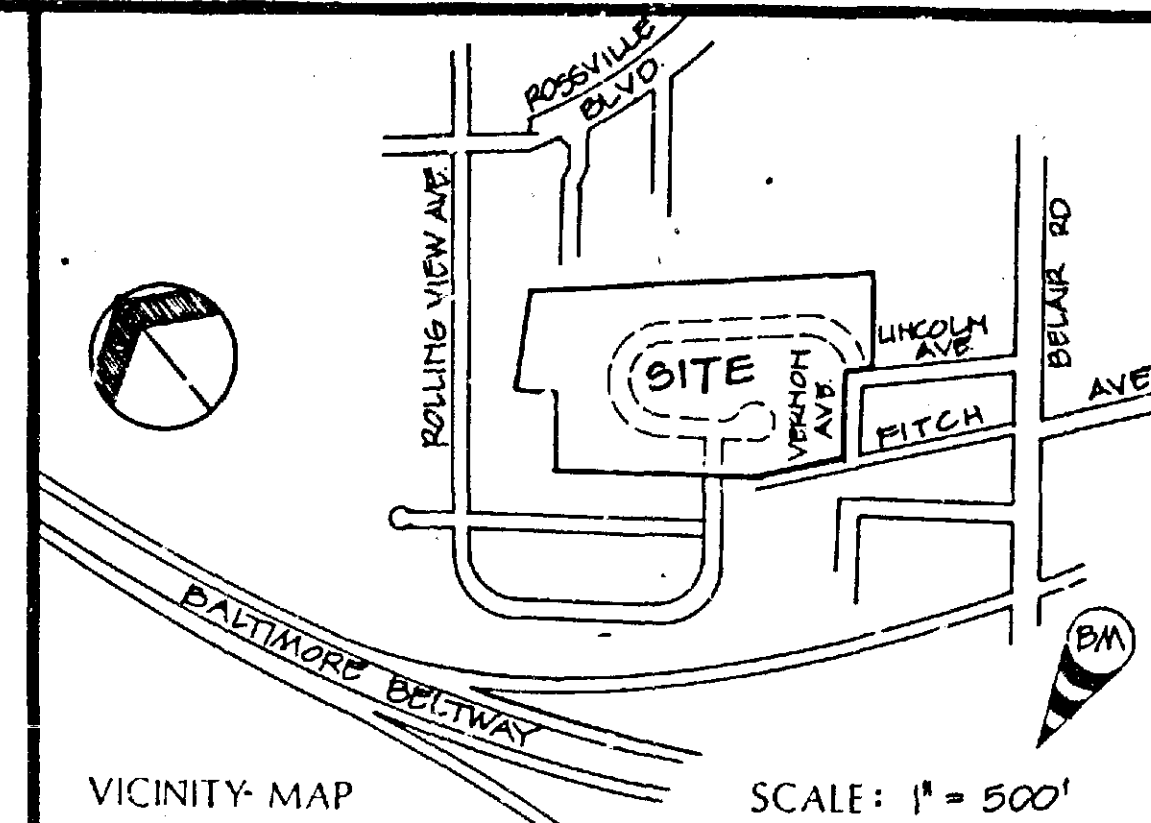 ROSSVILLE
BLVD.
ROLLING VIEW AVE.
BELAIR RD
LINCOLN
AVE.
SITE
VERNON
AVE.
FITCH AVE
BALTIMORE BELTWAY
BM
VICINITY MAP
SCALE: 1" = 500'